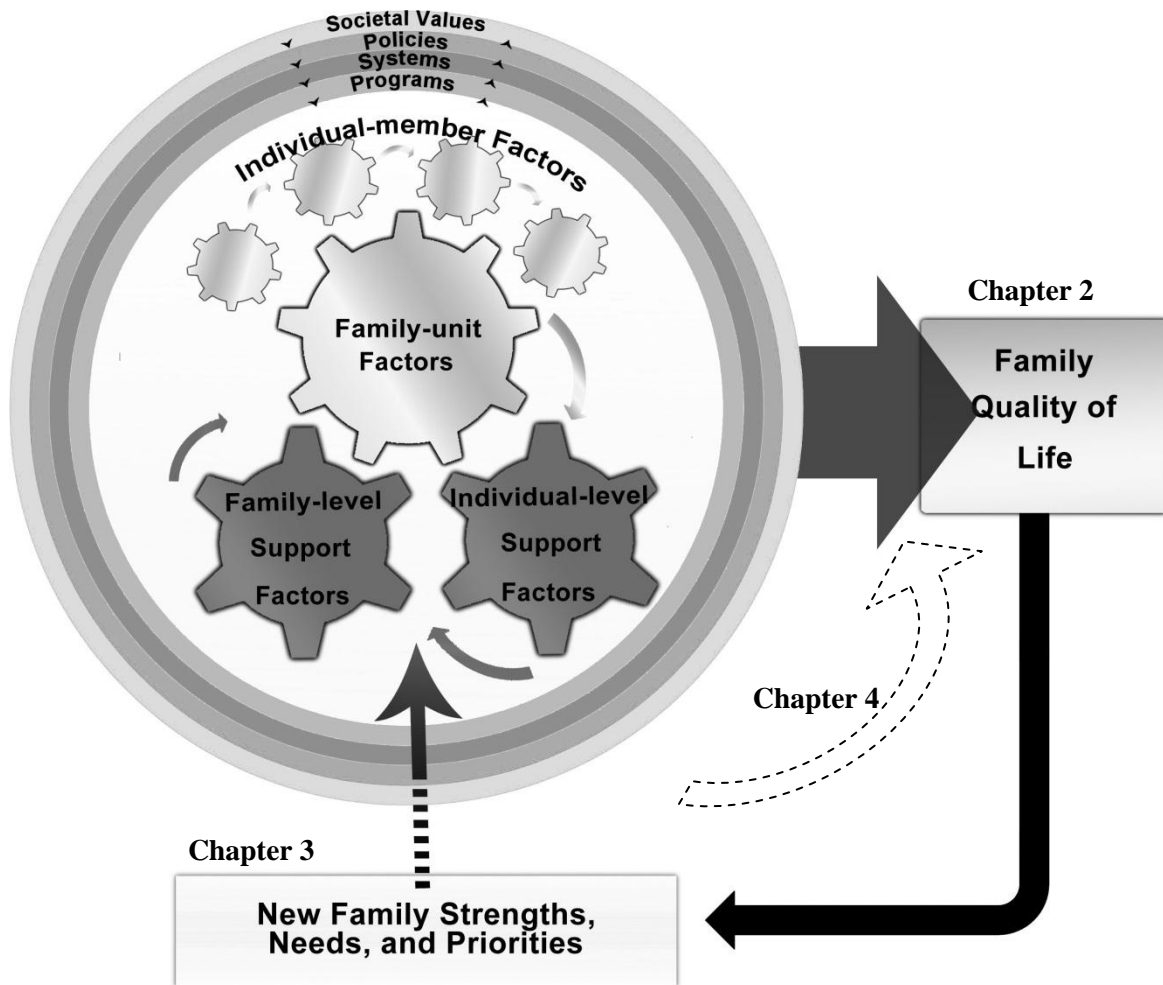 Societal Values
Policies
Systems
Programs
Individual-member Factors
Family-unit
Factors
Family-level
Support
Factors
Individual-level
Support
Factors
Chapter 2
Family
Quality of
Life
Chapter 4
Chapter 3
New Family Strengths,
Needs, and Priorities